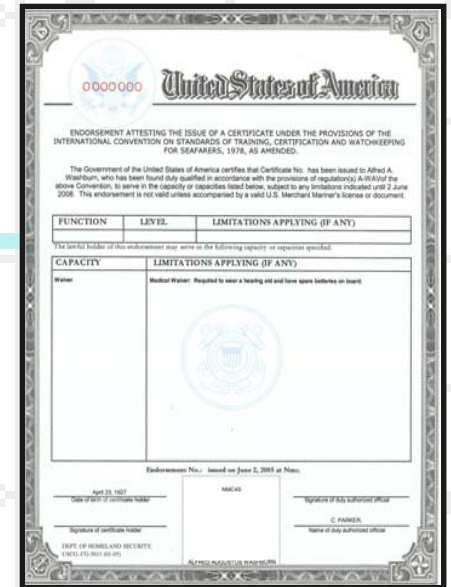 0000000
United States of America
ENDORSEMENT ATTESTING THE ISSUE OF A CERTIFICATE UNDER THE PROVISIONS OF THE
INTERNATIONAL CONVENTION ON STANDARDS OF TRAINING, CERTIFICATION AND WATCHKEEPING
FOR SEAFARERS, 1978, AS AMENDED.
The Government of the United States of America certifies that Certificate No. has been issued to Alfred A.
Washburn, who has been found duly qualified in accordance with the provisions of regulation(s) A-WAVof the
above Convention, to serve in the capacity or capacities listed below, subject to any limitations indicated until 2 June
2008. This endorsement is not valid unless accompanied by a valid U.S. Merchant Mariner's license or document.
FUNCTION LEVEL LIMITATIONS APPLYING (IF ANY)
The lawful holder of this endorsement may serve in the following capacity or capacities specified.
CAPACITY LIMITATIONS APPLYING (IF ANY)
Waiver Medical Waiver: Required to wear a hearing aid and have spare batteries on board.
Endorsement No.: issued on June 2, 2005 at Nmc.
April 23, 1927
Date of birth of certificate holder
NMC4S
Signature of duly authorized official
C. PARKER,
Signature of certificate holder
Name of duly authorized official
DEPT. OF HOMELAND SECURITY,
ALFRED AUGUSTUS WASHBURN